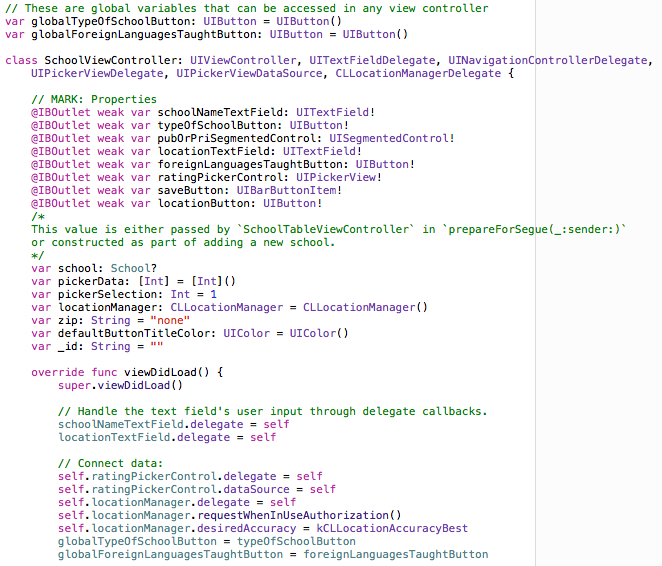 // These are global variables that can be accessed in any view controller
var globalTypeOfSchoolButton: UIButton = UIButton()
var globalForeignLanguagesTaughtButton: UIButton = UIButton()
class SchoolViewController: UIViewController, UITextFieldDelegate, UINavigationControllerDelegate,
UIPickerViewDelegate, UIPickerViewDataSource, CLLocationManagerDelegate {
// MARK: Properties
@IBOutlet weak var schoolNameTextField: UITextField!
@IBOutlet weak var typeOfSchoolButton: UIButton!
@IBOutlet weak var pubOrPriSegmentedControl: UISegmentedControl!
@IBOutlet weak var locationTextField: UITextField!
@IBOutlet weak var foreignLanguagesTaughtButton: UIButton!
@IBOutlet weak var ratingPickerControl: UIPickerView!
@IBOutlet weak var saveButton: UIBarButtonItem!
@IBOutlet weak var locationButton: UIButton!
/*
This value is either passed by `SchoolTableViewController` in `prepareForSegue(_:sender:)`
or constructed as part of adding a new school.
*/
var school: School?
var pickerData: [Int] = [Int]()
var pickerSelection: Int = 1
var locationManager: CLLocationManager = CLLocationManager()
var zip: String = "none"
var defaultButtonTitleColor: UIColor = UIColor()
var _id: String = ""
override func viewDidLoad() {
super.viewDidLoad()
// Handle the text field's user input through delegate callbacks.
schoolNameTextField.delegate = self
locationTextField.delegate = self
// Connect data:
self.ratingPickerControl.delegate = self
self.ratingPickerControl.dataSource = self
self.locationManager.delegate = self
self.locationManager.requestWhenInUseAuthorization()
self.locationManager.desiredAccuracy = kCLLocationAccuracyBest
globalTypeOfSchoolButton = typeOfSchoolButton
globalForeignLanguagesTaughtButton = foreignLanguagesTaughtButton